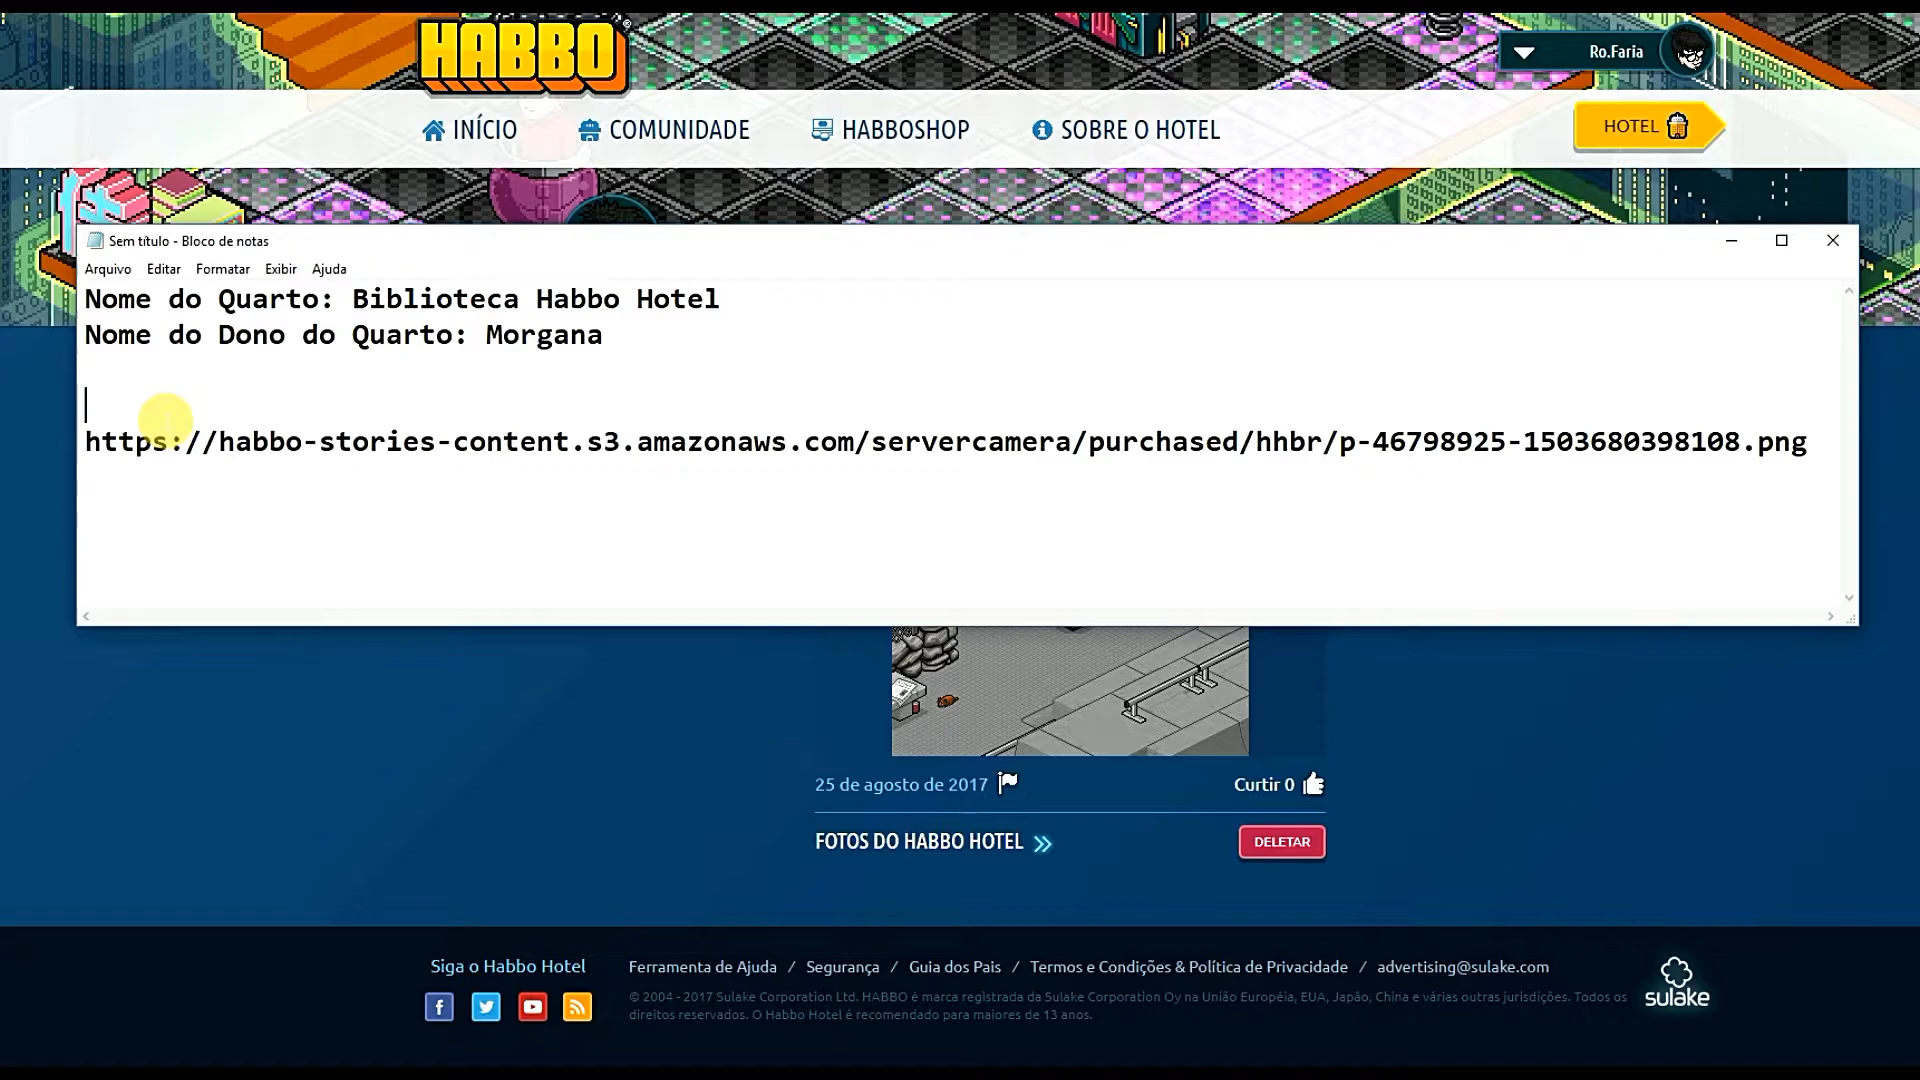 HABBO
Ro.Faria
INÍCIO
COMUNIDADE
HABBOSHOP
SOBRE O HOTEL
HOTEL
Sem título - Bloco de notas
Arquivo Editar Formatar Exibir Ajuda
Nome do Quarto: Biblioteca Habbo Hotel
Nome do Dono do Quarto: Morgana
https://habbo-stories-content.s3.amazonaws.com/servercamera/purchased/hhbr/p-46798925-1503680398108.png
25 de agosto de 2017
Curtir 0
FOTOS DO HABBO HOTEL
DELETAR
Siga o Habbo Hotel
Ferramenta de Ajuda / Segurança / Guia dos Pais / Termos e Condições & Política de Privacidade / advertising@sulake.com
© 2004 - 2017 Sulake Corporation Ltd. HABBO é marca registrada da Sulake Corporation Oy na União Européia, EUA, Japão, China e várias outras jurisdições. Todos os
direitos reservados. O Habbo Hotel é recomendado para maiores de 13 anos.
sulake